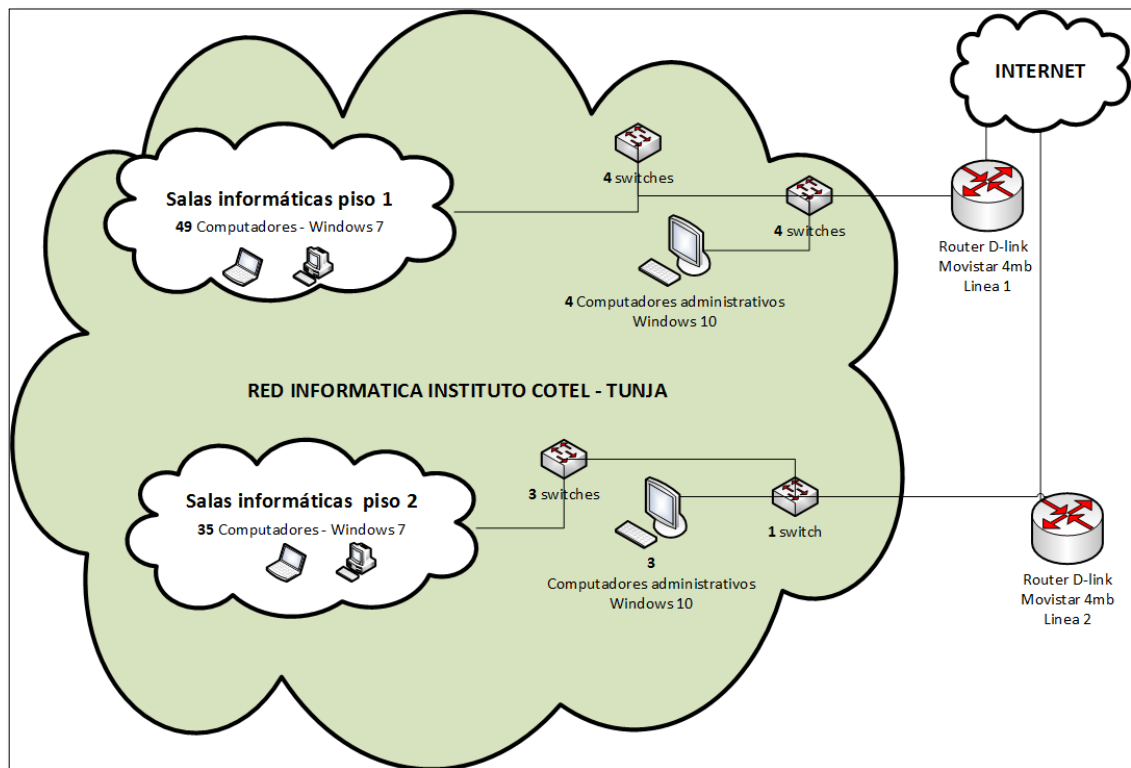 INTERNET
Salas informáticas piso 1
49 Computadores - Windows 7
4 switches
4 switches
Router D-link
Movistar 4mb
Linea 1
4 Computadores administrativos
Windows 10
RED INFORMATICA INSTITUTO COTEL - TUNJA
Salas informáticas piso 2
35 Computadores - Windows 7
3 switches
1 switch
3
Computadores administrativos
Windows 10
Router D-link
Movistar 4mb
Linea 2